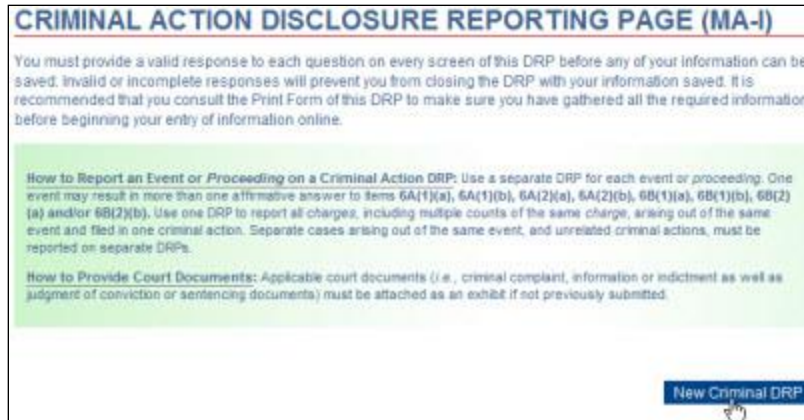 CRIMINAL ACTION DISCLOSURE REPORTING PAGE (MA-I)
You must provide a valid response to each question on every screen of this DRP before any of your information can be
saved. Invalid or incomplete responses will prevent you from closing the DRP with your information saved. It is
recommended that you consult the Print Form of this DRP to make sure you have gathered all the required information
before beginning your entry of information online.
How to Report an Event or Proceeding on a Criminal Action DRP: Use a separate DRP for each event or proceeding. One
event may result in more than one affirmative answer to Items 6A(1)(a), 6A(1)(b), 6A(2)(a), 6A(2)(b), 6B(1)(a), 6B(1)(b), 6B(2)
(a) and/or 6B(2)(b). Use one DRP to report all charges, including multiple counts of the same charge, arising out of the same
event and filed in one criminal action. Separate cases arising out of the same event, and unrelated criminal actions, must be
reported on separate DRPs.
How to Provide Court Documents: Applicable court documents (i.e., criminal complaint, information or indictment as well as
judgment of conviction or sentencing documents) must be attached as an exhibit if not previously submitted.
New Criminal DRP